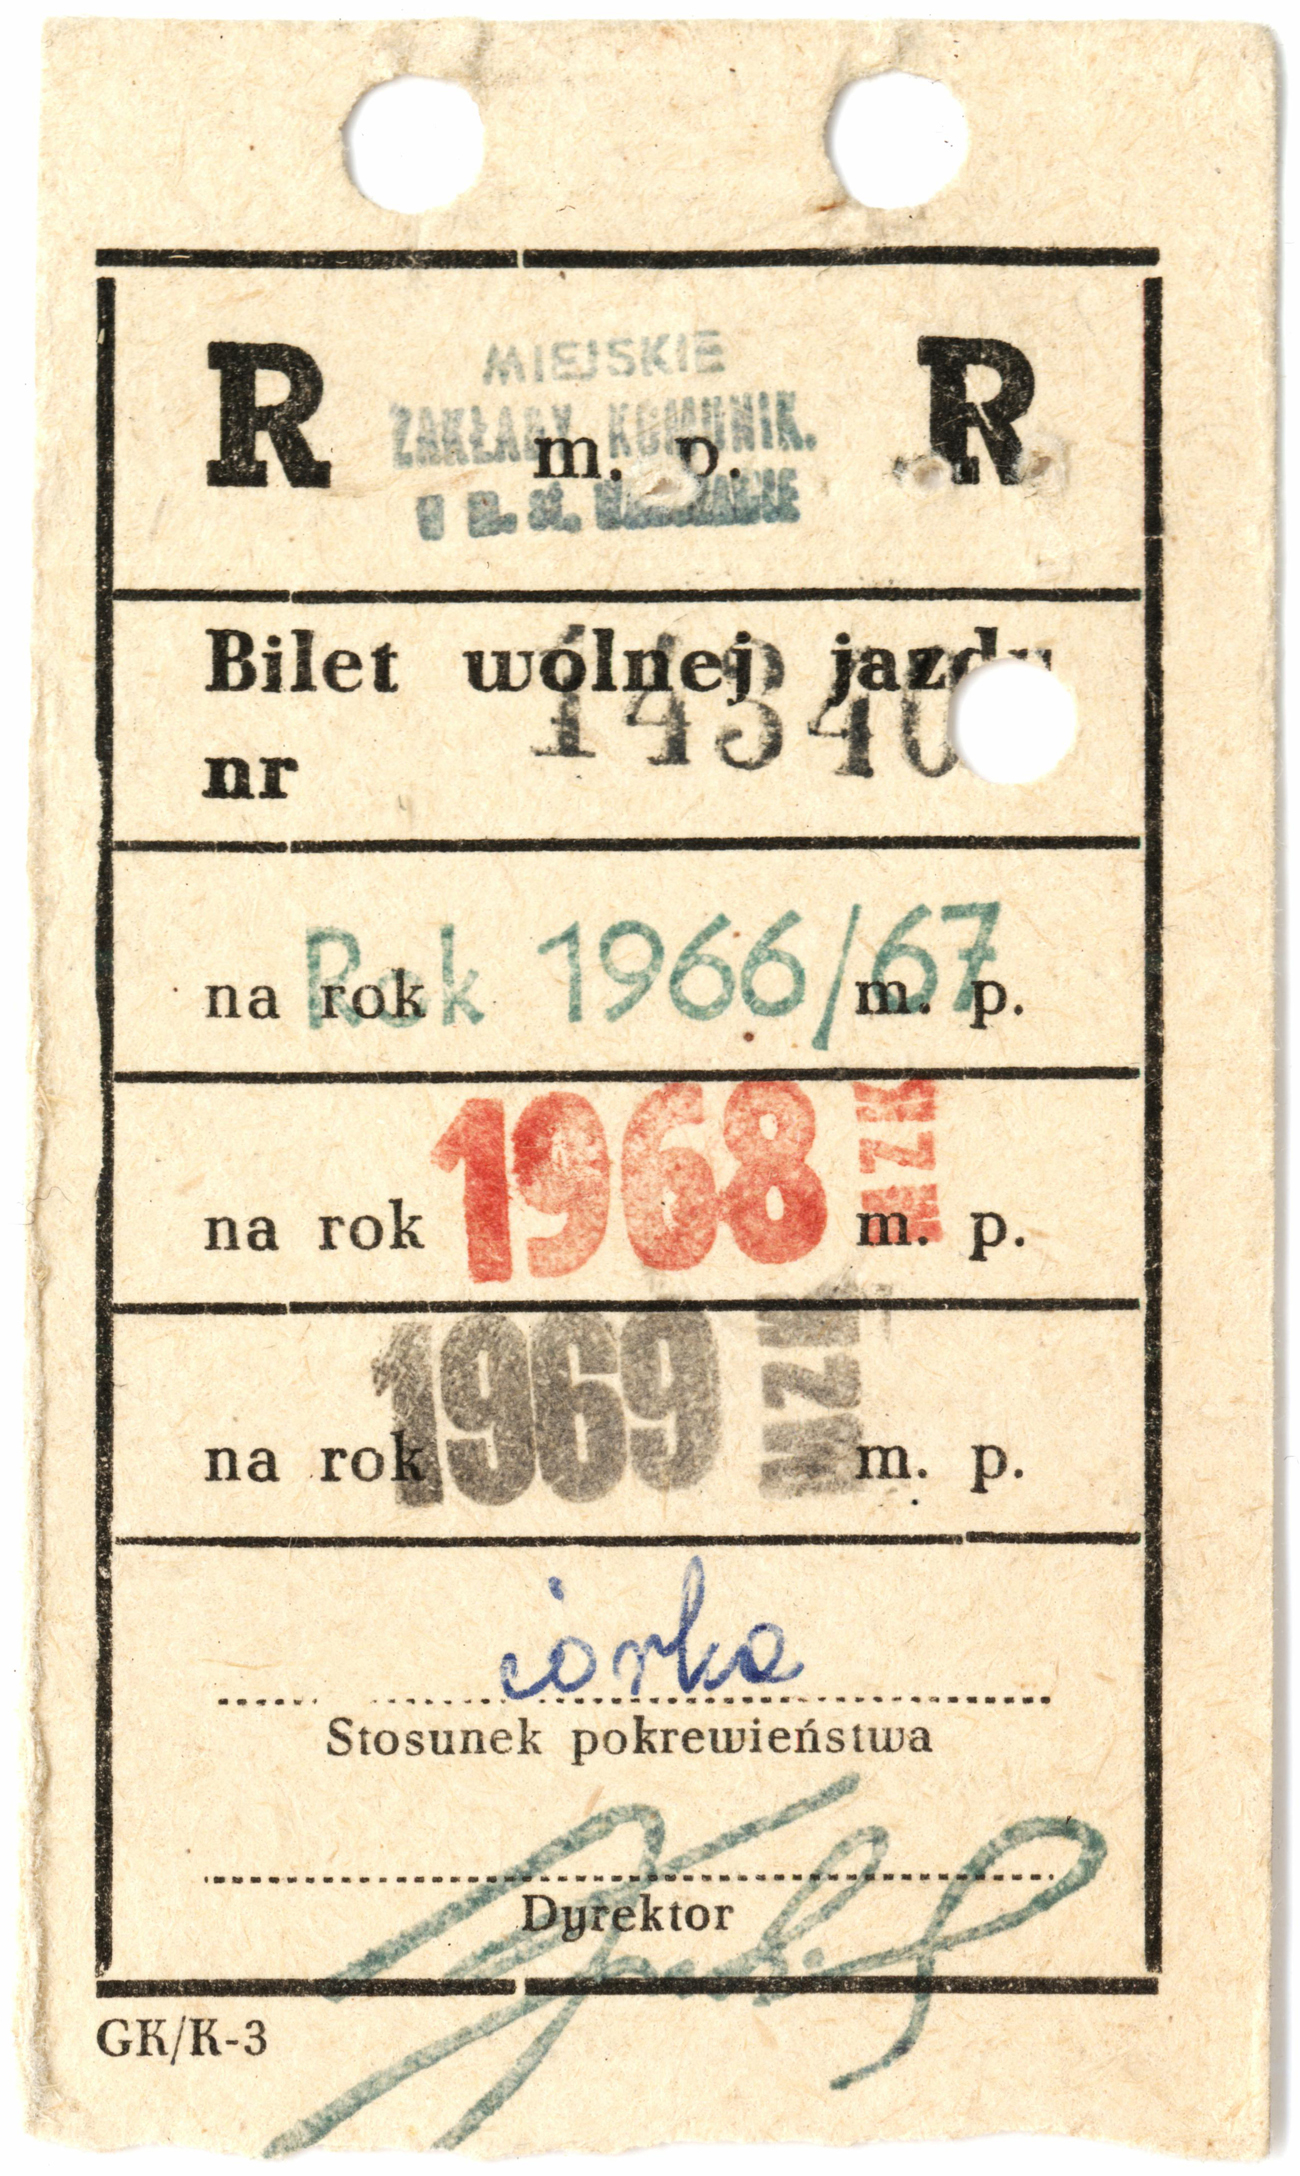 R R
MIEJSKIE
ZAKŁADY KOMUNIK.
m. p.
Bilet wolnej jazdy
14340
nr
Rok 1966/67
na rok m. p.
1968 MZK
na rok m. p.
1969 MZK
na rok m. p.
córka
Stosunek pokrewieństwa
Dyrektor
GK/K-3